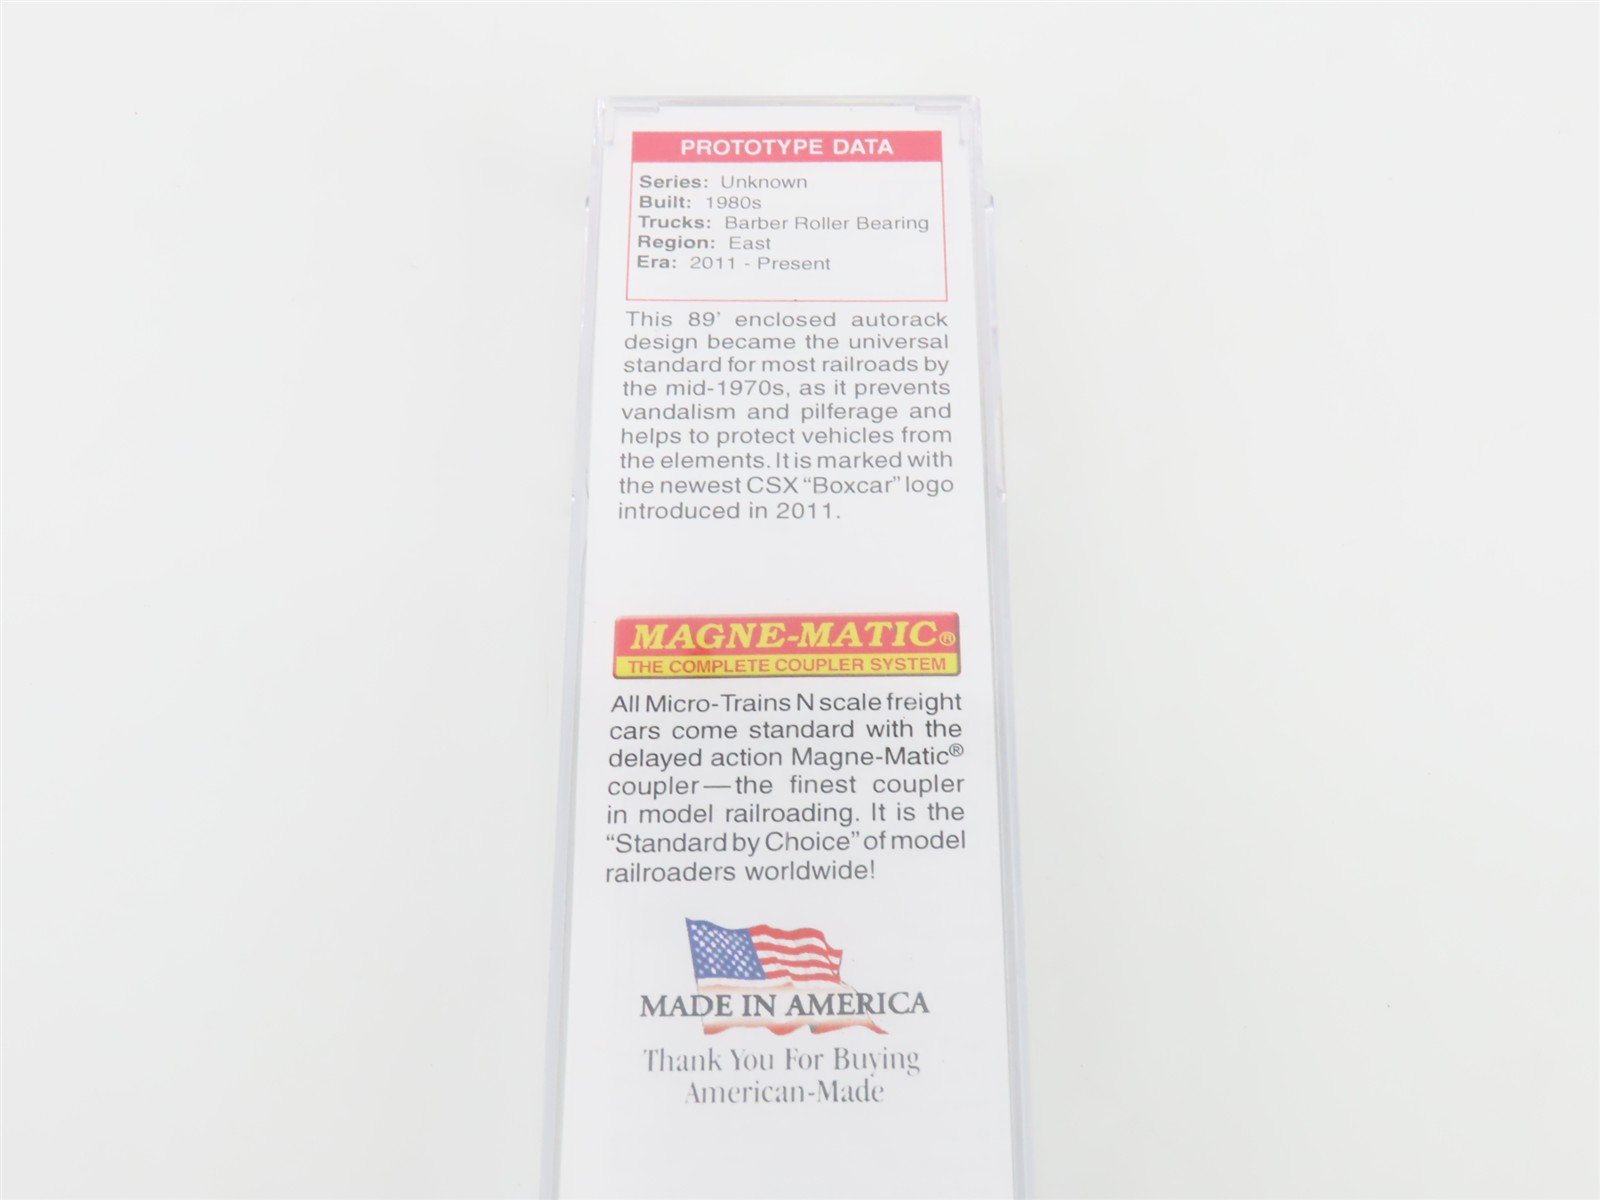 PROTOTYPE DATA
Series: Unknown
Built: 1980s
Trucks: Barber Roller Bearing
Region: East
Era: 2011 - Present
This 89' enclosed autorack
design became the universal
standard for most railroads by
the mid-1970s, as it prevents
vandalism and pilferage and
helps to protect vehicles from
the elements. It is marked with
the newest CSX “Boxcar” logo
introduced in 2011.
MAGNE-MATIC®
THE COMPLETE COUPLER SYSTEM
All Micro-Trains N scale freight
cars come standard with the
delayed action Magne-Matic®
coupler—the finest coupler
in model railroading. It is the
“Standard by Choice” of model
railroaders worldwide!
MADE IN AMERICA
Thank You For Buying
American-Made